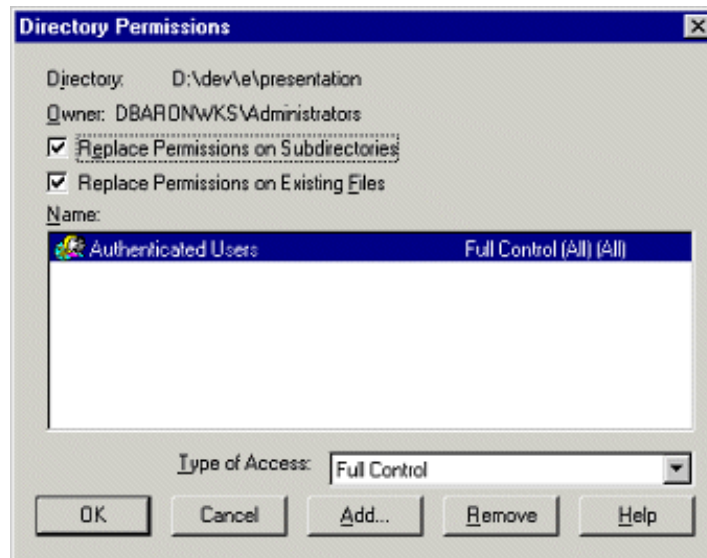 Directory Permissions
Directory: D:\dev\e\presentation
Owner: DBARONWKS\Administrators
Replace Permissions on Subdirectories
Replace Permissions on Existing Files
Name:
Authenticated Users Full Control (All) (All)
Type of Access: Full Control
OK Cancel Add... Remove Help